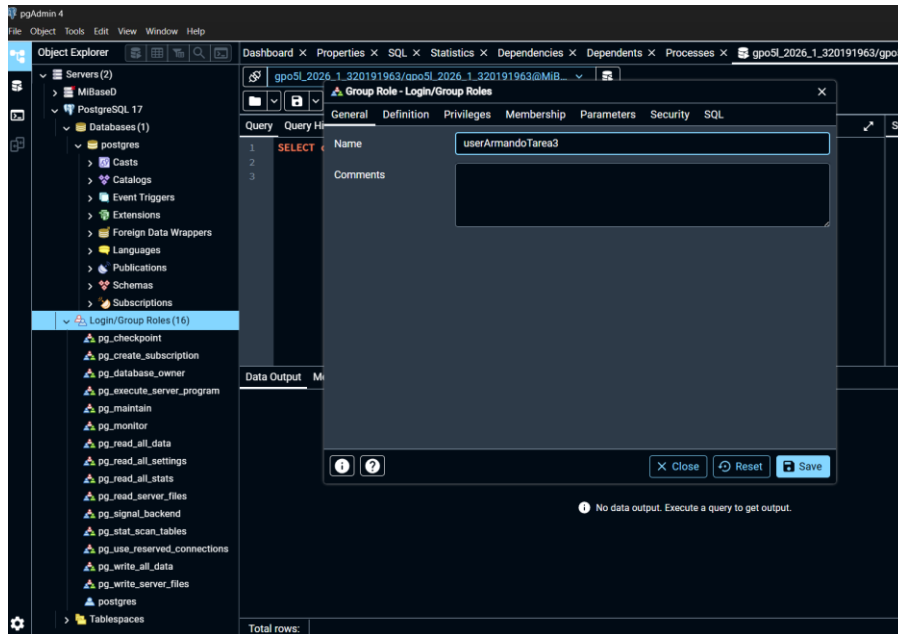 pgAdmin 4
File Object Tools Edit View Window Help
Object Explorer
Dashboard Properties SQL Statistics Dependencies Dependents Processes gpo5l_2026_1_320191963/gpo
Servers (2)
MiBaseD
PostgreSQL 17
Databases (1)
postgres
Casts
Catalogs
Event Triggers
Extensions
Foreign Data Wrappers
Languages
Publications
Schemas
Subscriptions
Login/Group Roles (16)
pg_checkpoint
pg_create_subscription
pg_database_owner
pg_execute_server_program
pg_maintain
pg_monitor
pg_read_all_data
pg_read_all_settings
pg_read_all_stats
pg_read_server_files
pg_signal_backend
pg_stat_scan_tables
pg_use_reserved_connections
pg_write_all_data
pg_write_server_files
postgres
Tablespaces
gpo5l_2026_1_320191963/gpo5l_2026_1_320191963@MiB...
Query Query Hi
1 SELECT
2
3
Group Role - Login/Group Roles
General Definition Privileges Membership Parameters Security SQL
Name userArmandoTarea3
Comments
Close Reset Save
Data Output
No data output. Execute a query to get output.
Total rows: